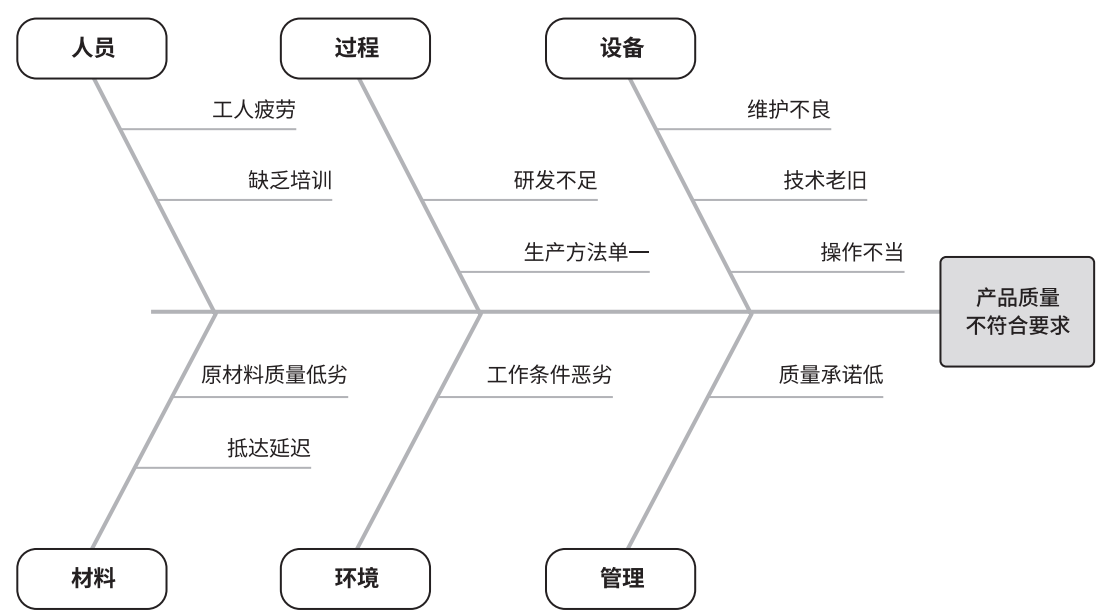 人员
过程
设备
工人疲劳
维护不良
缺乏培训
研发不足
技术老旧
生产方法单一
操作不当
产品质量
不符合要求
原材料质量低劣
工作条件恶劣
质量承诺低
抵达延迟
材料
环境
管理